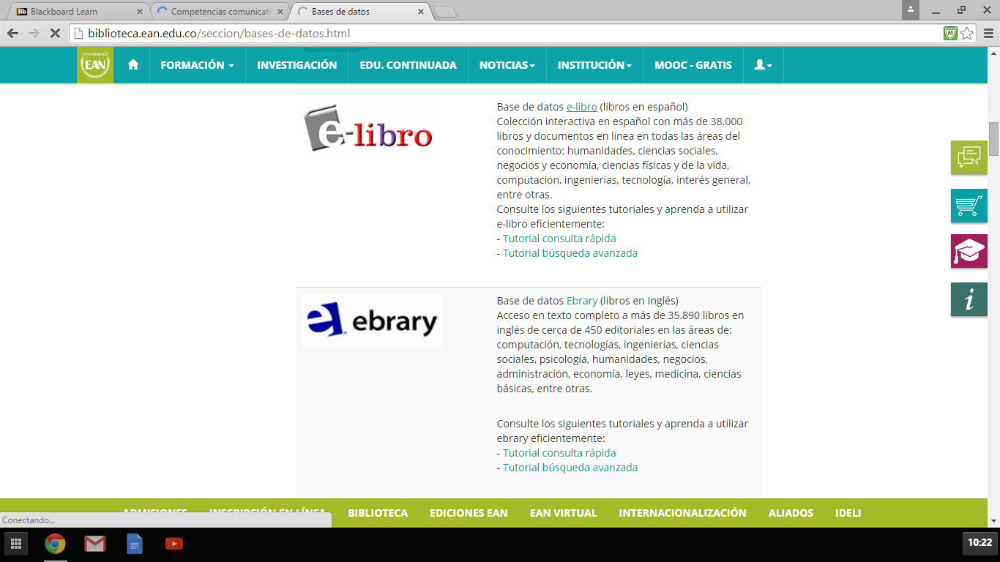 Blackboard Learn
Competencias comunicati
Bases de datos
biblioteca.ean.edu.co/seccion/bases-de-datos.html
UNIVERSIDAD
EAN
FORMACIÓN
INVESTIGACIÓN
EDU. CONTINUADA
NOTICIAS
INSTITUCIÓN
MOOC - GRATIS
e-libro
Base de datos e-libro (libros en español)
Colección interactiva en español con más de 38.000
libros y documentos en línea en todas las áreas del
conocimiento: humanidades, ciencias sociales,
negocios y economía, ciencias físicas y de la vida,
computación, ingenierías, tecnología, interés general,
entre otras.
Consulte los siguientes tutoriales y aprenda a utilizar
e-libro eficientemente:
- Tutorial consulta rápida
- Tutorial búsqueda avanzada
ebrary
Base de datos Ebrary (libros en Inglés)
Acceso en texto completo a más de 35.890 libros en
inglés de cerca de 450 editoriales en las áreas de:
computación, tecnologías, ingenierías, ciencias
sociales, psicología, humanidades, negocios,
administración, economía, leyes, medicina, ciencias
básicas, entre otras.
Consulte los siguientes tutoriales y aprenda a utilizar
ebrary eficientemente:
- Tutorial consulta rápida
- Tutorial búsqueda avanzada
ADMISIONES
INSCRIPCIÓN EN LÍNEA
BIBLIOTECA
EDICIONES EAN
EAN VIRTUAL
INTERNACIONALIZACIÓN
ALIADOS
IDELI
Conectando...
10:22